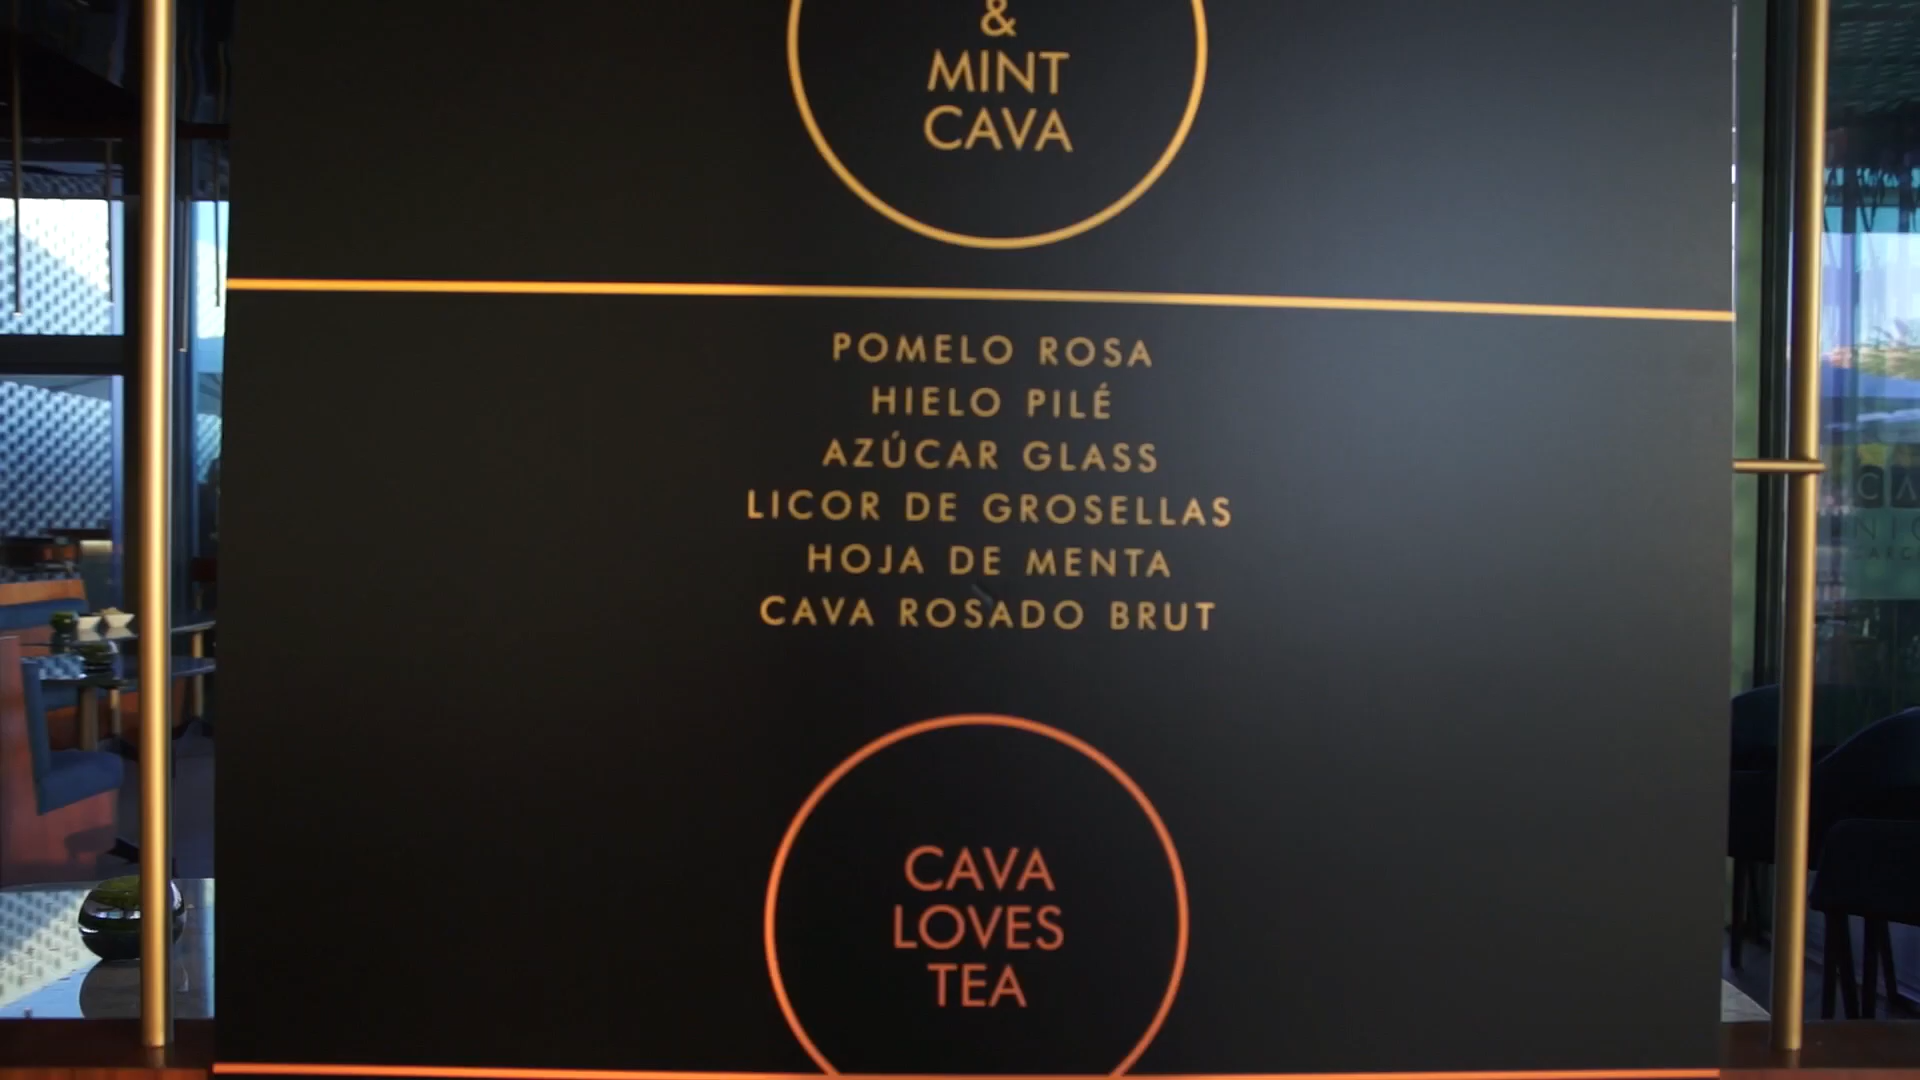 &
MINT
CAVA
POMELO ROSA
HIELO PILÉ
AZÚCAR GLASS
LICOR DE GROSELLAS
HOJA DE MENTA
CAVA ROSADO BRUT
CAVA
LOVES
TEA